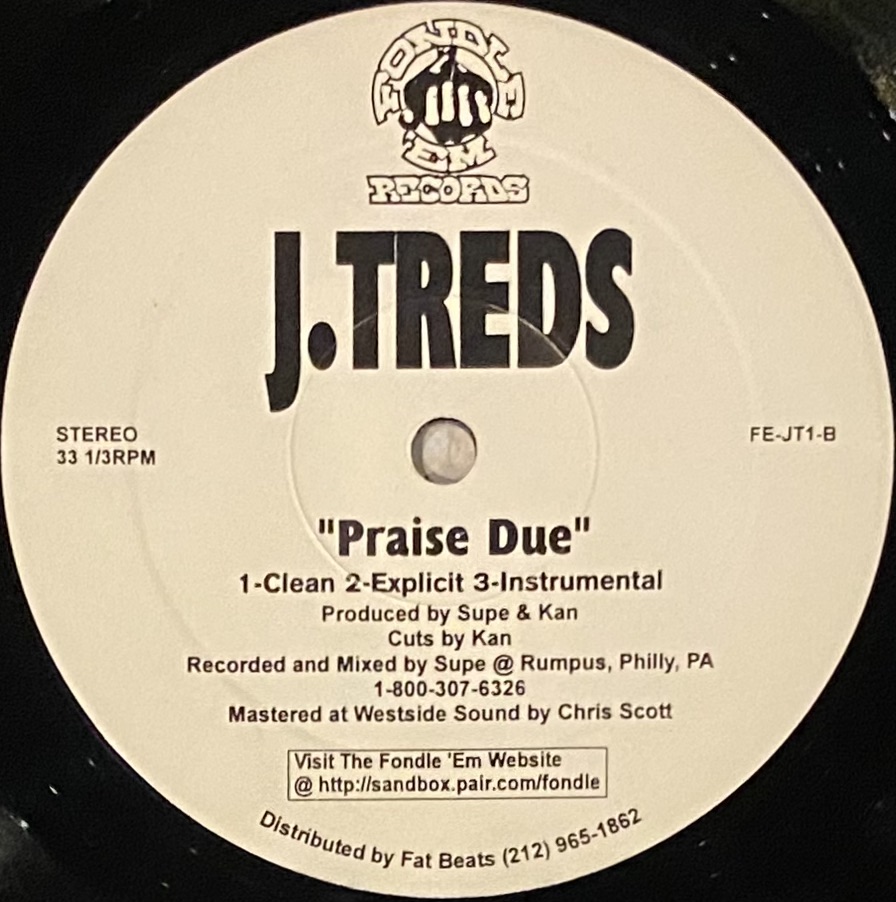 FONDLE
'EM
RECORDS
J.TREDS
STEREO
33 1/3RPM
FE-JT1-B
"Praise Due"
1-Clean 2-Explicit 3-Instrumental
Produced by Supe & Kan
Cuts by Kan
Recorded and Mixed by Supe @ Rumpus, Philly, PA
1-800-307-6326
Mastered at Westside Sound by Chris Scott
Visit The Fondle 'Em Website
@ http://sandbox.pair.com/fondle
Distributed by Fat Beats (212) 965-1862